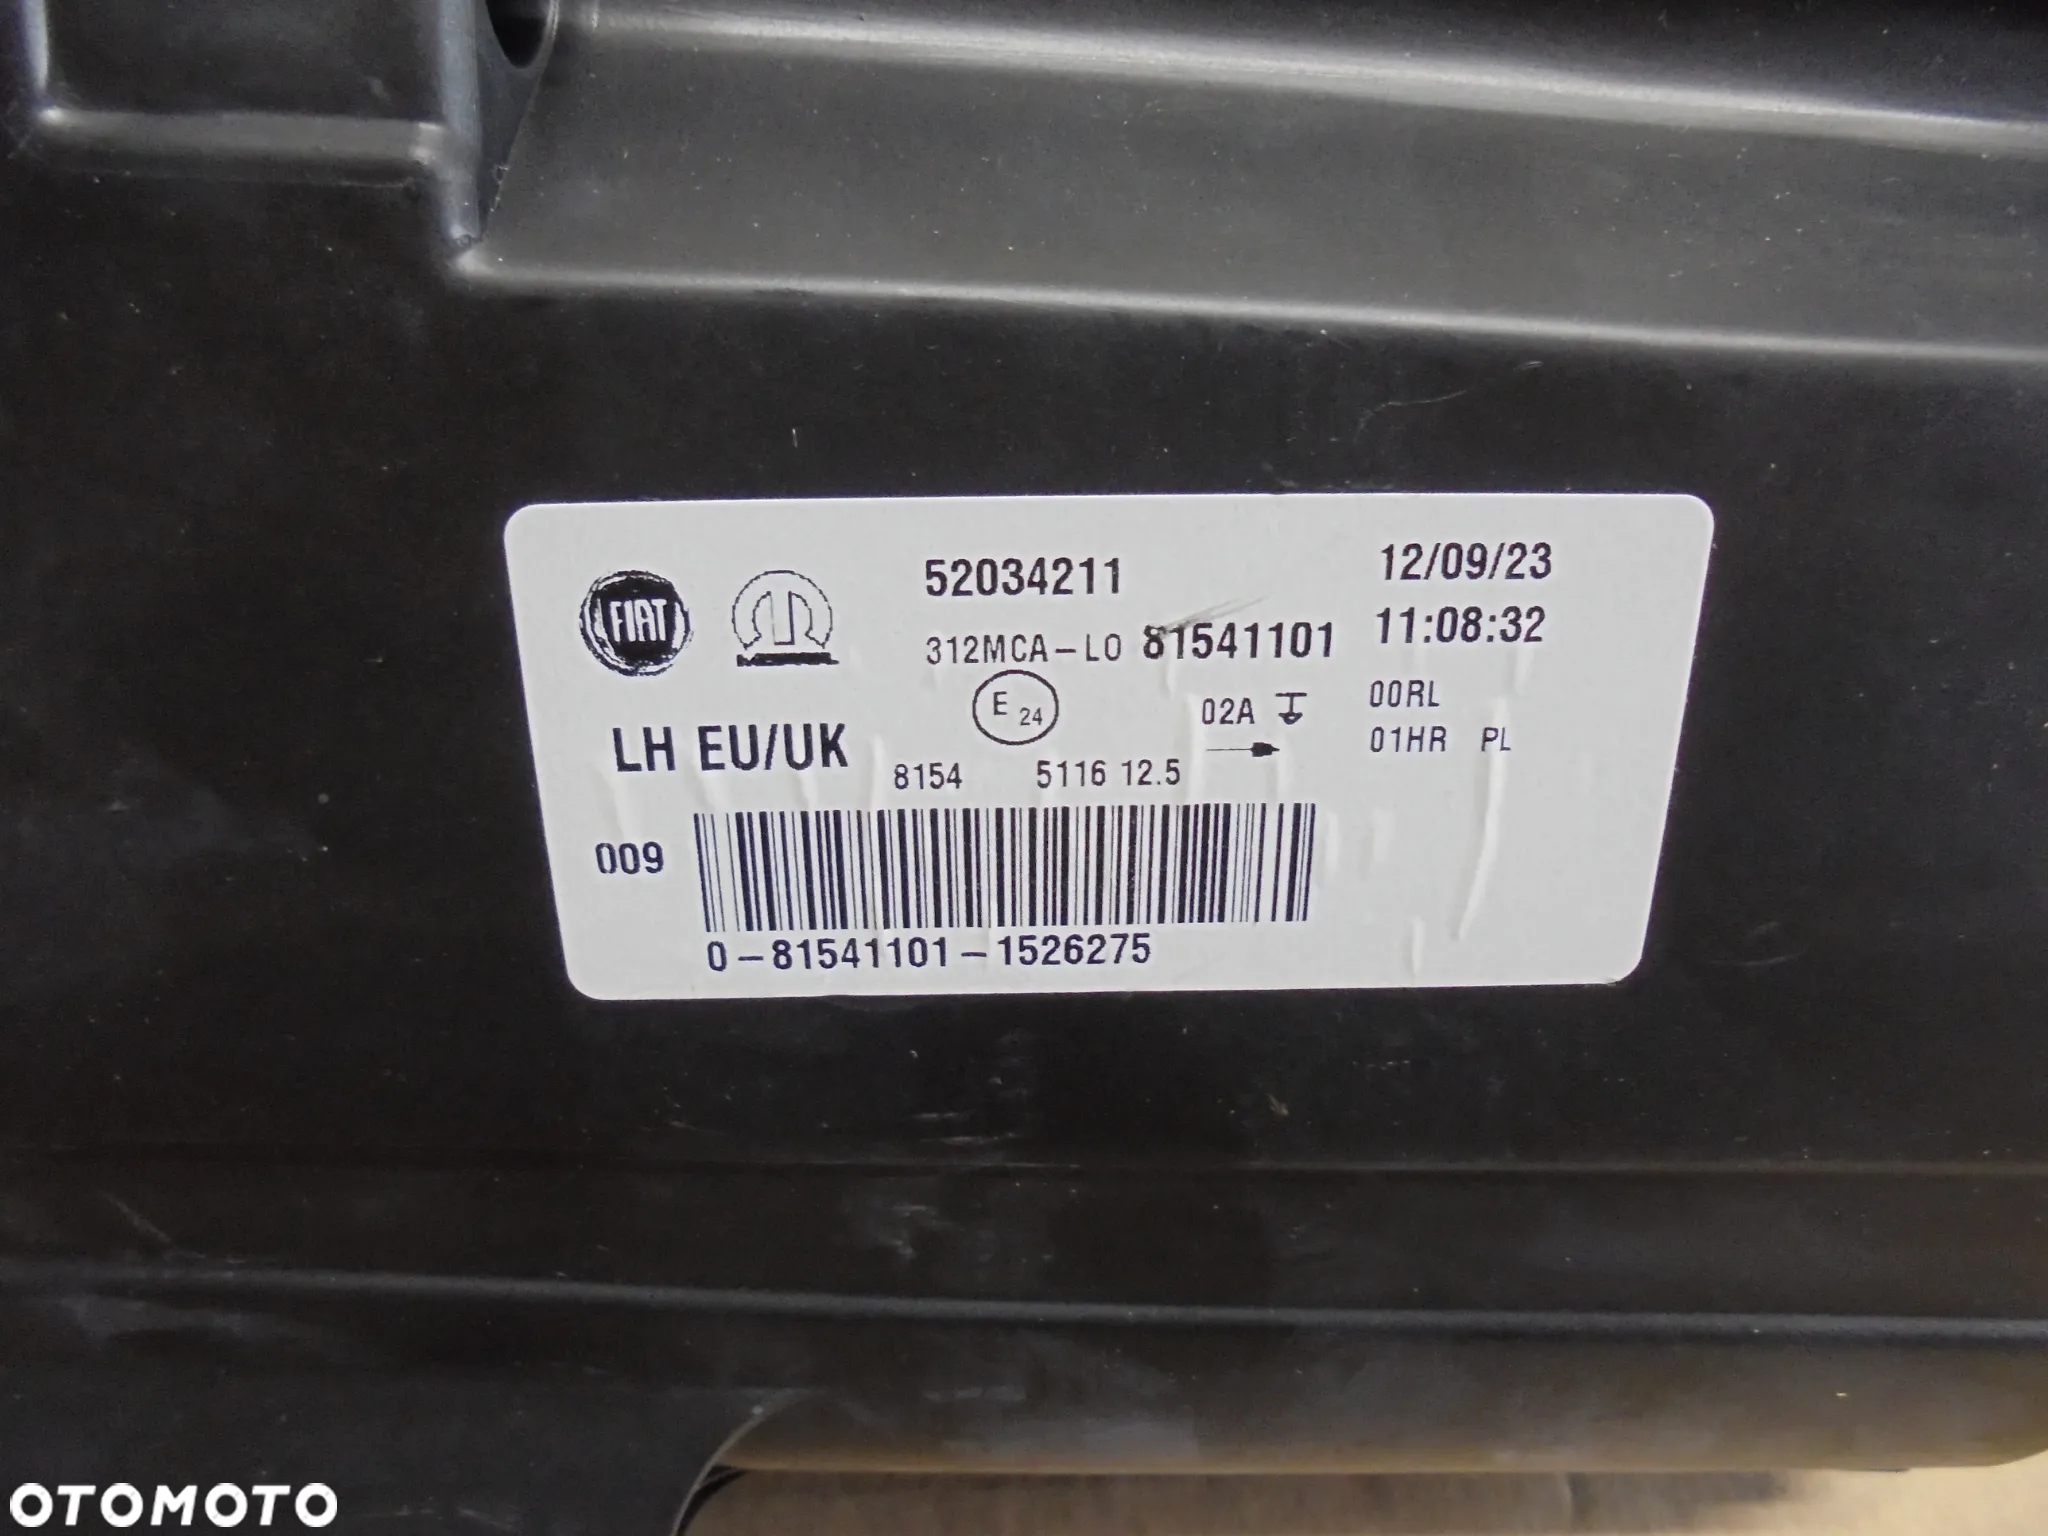 FIAT
MOPAR
52034211
12/09/23
312MCA-LO 81541101
11:08:32
E 24
02A
00RL
LH EU/UK
01HR PL
8154 5116 12.5
009
0-81541101-1526275
OTOMOTO